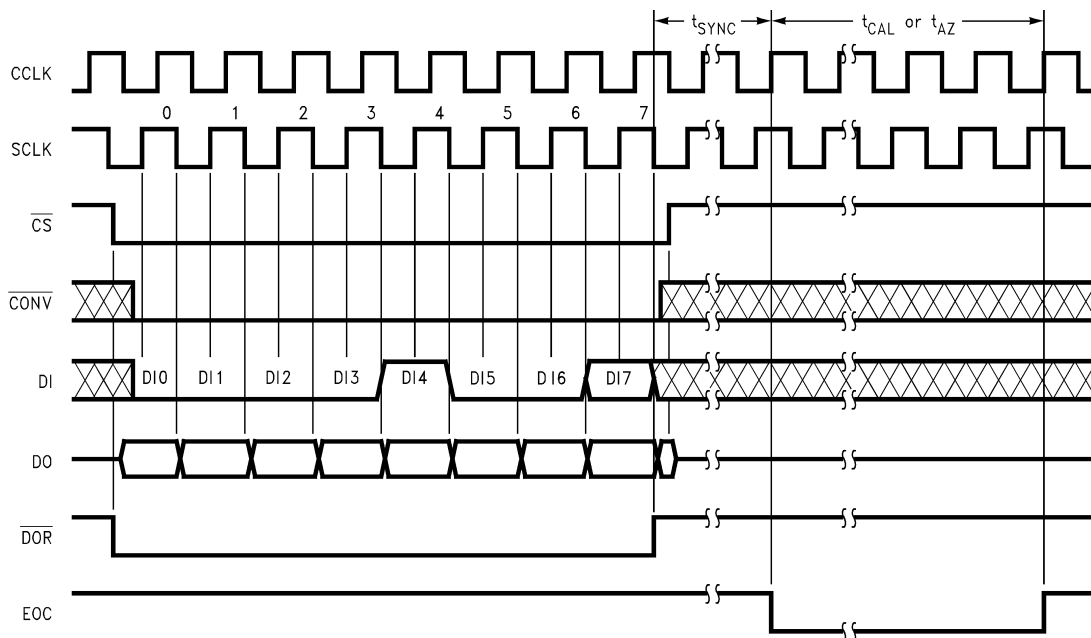 tSYNC
tCAL or tAZ
CCLK
0 1 2 3 4 5 6 7
SCLK
CS
CONV
DI DI0 DI1 DI2 DI3 DI4 DI5 DI6 DI7
DO
DOR
EOC